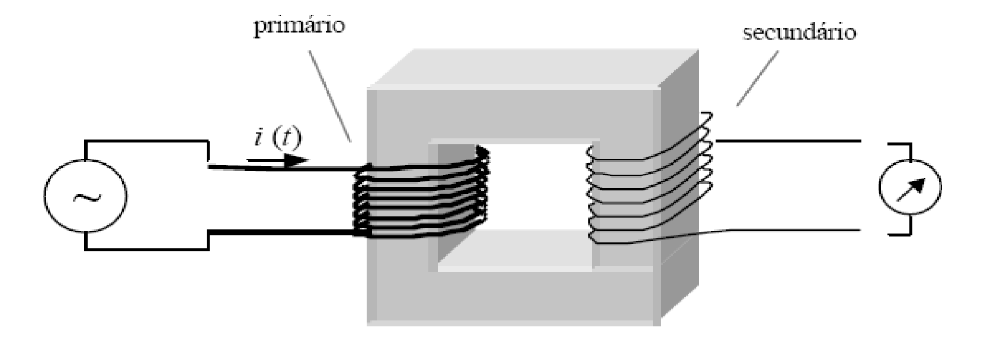 primário
secundário
i (t)
~